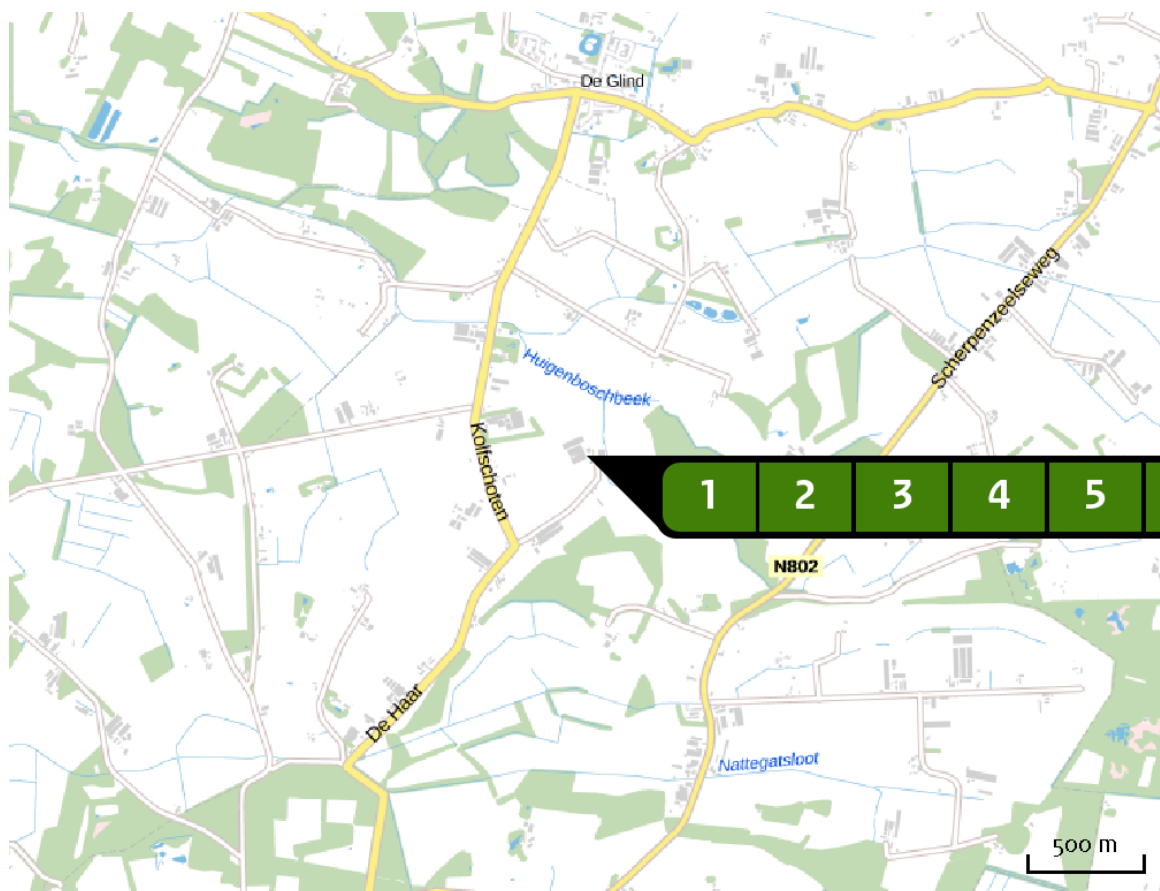 De Glind
Scherpenzeelseweg
Huigenboschbeek
Kolfschoten
1 2 3 4 5
N802
De Haar
Nattegatsloot
500 m